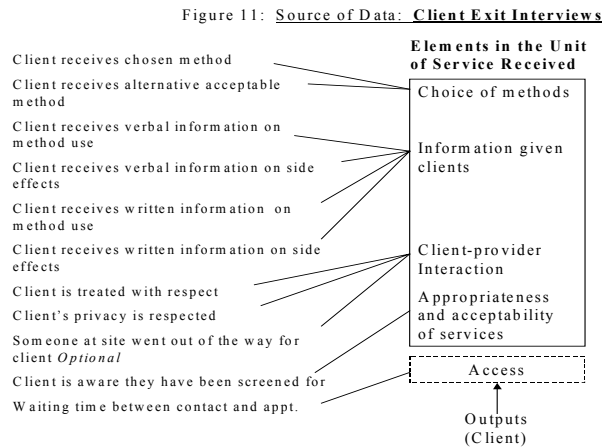 Figure 11: Source of Data: Client Exit Interviews
Elements in the Unit
of Service Received
Client receives chosen method
Client receives alternative acceptable
method
Client receives verbal information on
method use
Client receives verbal information on side
effects
Client receives written information on
method use
Client receives written information on side
effects
Client is treated with respect
Client's privacy is respected
Someone at site went out of the way for
client Optional
Client is aware they have been screened for
Waiting time between contact and appt.
Choice of methods
Information given
clients
Client-provider
Interaction
Appropriateness
and acceptability
of services
Access
Outputs
(Client)